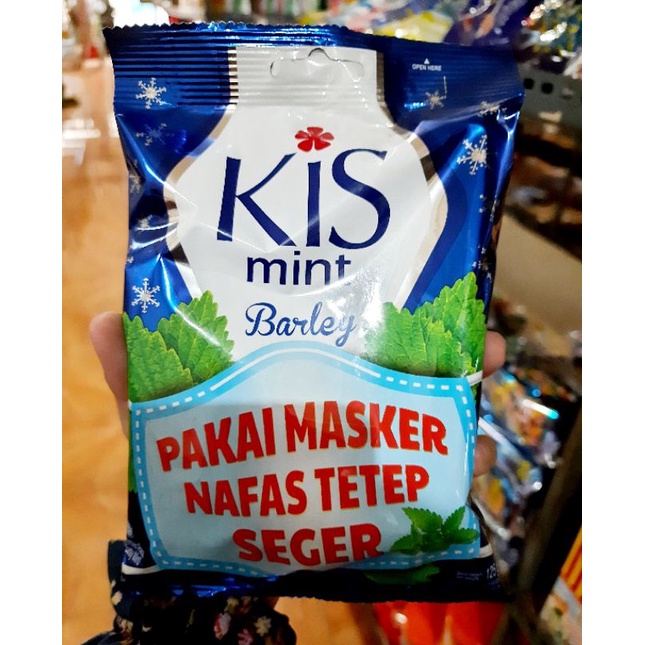 OPEN HERE
KIS
mint
Barley
PAKAI MASKER
NAFAS TETEP
SEGER